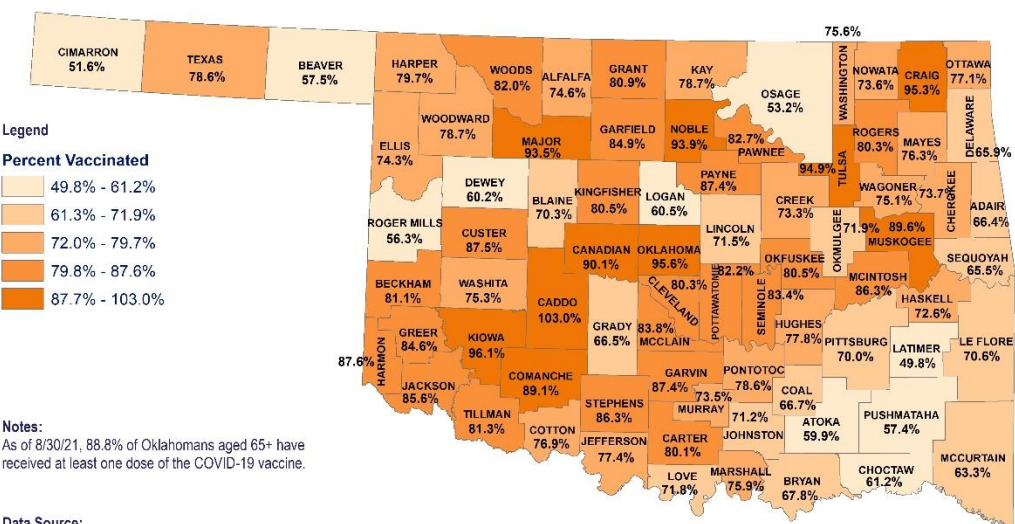 75.6%
CIMARRON
51.6%
TEXAS
78.6%
BEAVER
57.5%
HARPER
79.7%
WOODS
82.0%
ALFALFA
74.6%
GRANT
80.9%
KAY
78.7%
OSAGE
53.2%
WASHINGTON
NOWATA
73.6%
CRAIG
95.3%
OTTAWA
77.1%
Legend
Percent Vaccinated
49.8% - 61.2%
61.3% - 71.9%
72.0% - 79.7%
79.8% - 87.6%
87.7% - 103.0%
ELLIS
74.3%
WOODWARD
78.7%
MAJOR
93.5%
GARFIELD
84.9%
NOBLE
93.9%
82.7%
PAWNEE
ROGERS
80.3%
MAYES
76.3%
DELAWARE
65.9%
ROGER MILLS
56.3%
DEWEY
60.2%
BLAINE
70.3%
KINGFISHER
80.5%
LOGAN
60.5%
PAYNE
87.4%
94.9%
TULSA
CREEK
73.3%
WAGONER
75.1%
73.7%
CHEROKEE
ADAIR
66.4%
CUSTER
87.5%
CANADIAN
90.1%
OKLAHOMA
95.6%
LINCOLN
71.5%
OKMULGEE
71.9%
89.6%
MUSKOGEE
SEQUOYAH
65.5%
BECKHAM
81.1%
WASHITA
75.3%
CADDO
103.0%
GRADY
66.5%
80.3%
CLEVELAND
82.2%
POTTAWATOMIE
SEMINOLE
83.4%
OKFUSKEE
80.5%
MCINTOSH
86.3%
HASKELL
72.6%
87.6%
HARMON
GREER
84.6%
KIOWA
96.1%
83.8%
MCCLAIN
HUGHES
77.8%
PITTSBURG
70.0%
LATIMER
49.8%
LE FLORE
70.6%
JACKSON
85.6%
COMANCHE
89.1%
GARVIN
87.4%
PONTOTOC
78.6%
COAL
66.7%
TILLMAN
81.3%
COTTON
76.9%
STEPHENS
86.3%
73.5%
MURRAY
71.2%
JOHNSTON
ATOKA
59.9%
PUSHMATAHA
57.4%
JEFFERSON
77.4%
CARTER
80.1%
LOVE
71.8%
MARSHALL
75.9%
BRYAN
67.8%
CHOCTAW
61.2%
MCCURTAIN
63.3%
Notes:
As of 8/30/21, 88.8% of Oklahomans aged 65+ have
received at least one dose of the COVID-19 vaccine.
Data Source: